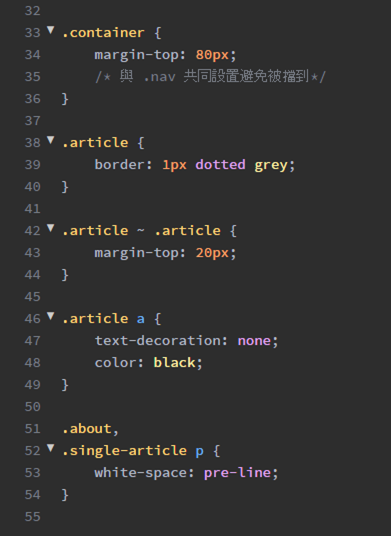 32
33 .container {
34     margin-top: 80px;
35     /* 與 .nav 共同設置避免被擋到*/
36 }
37
38 .article {
39     border: 1px dotted grey;
40 }
41
42 .article ~ .article {
43     margin-top: 20px;
44 }
45
46 .article a {
47     text-decoration: none;
48     color: black;
49 }
50
51 .about,
52 .single-article p {
53     white-space: pre-line;
54 }
55